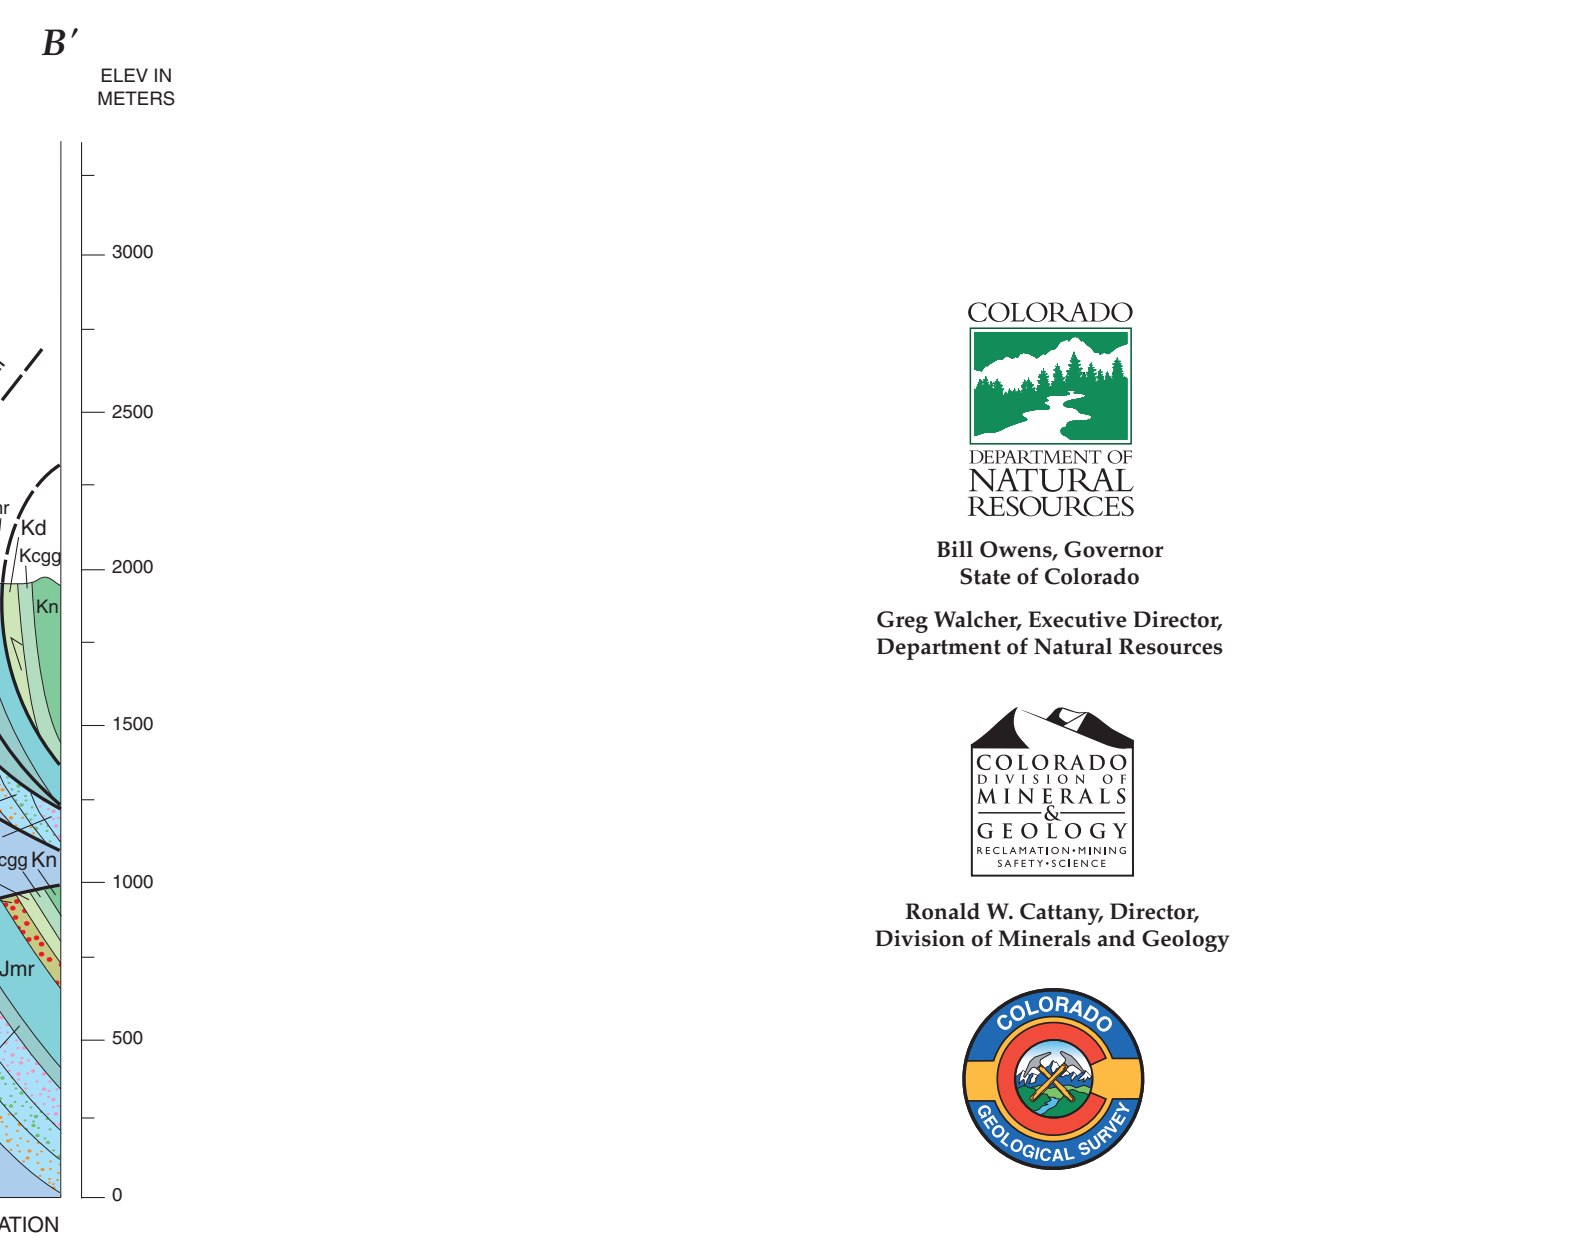 B′
ELEV IN
METERS
3000
2500
Kd
Kcgg
2000
Kn
1500
cgg Kn
1000
Jmr
500
0
ATION
COLORADO
DEPARTMENT OF
NATURAL
RESOURCES
Bill Owens, Governor
State of Colorado
Greg Walcher, Executive Director,
Department of Natural Resources
COLORADO
DIVISION OF
MINERALS
&
GEOLOGY
RECLAMATION•MINING
SAFETY•SCIENCE
Ronald W. Cattany, Director,
Division of Minerals and Geology
COLORADO
GEOLOGICAL SURVEY